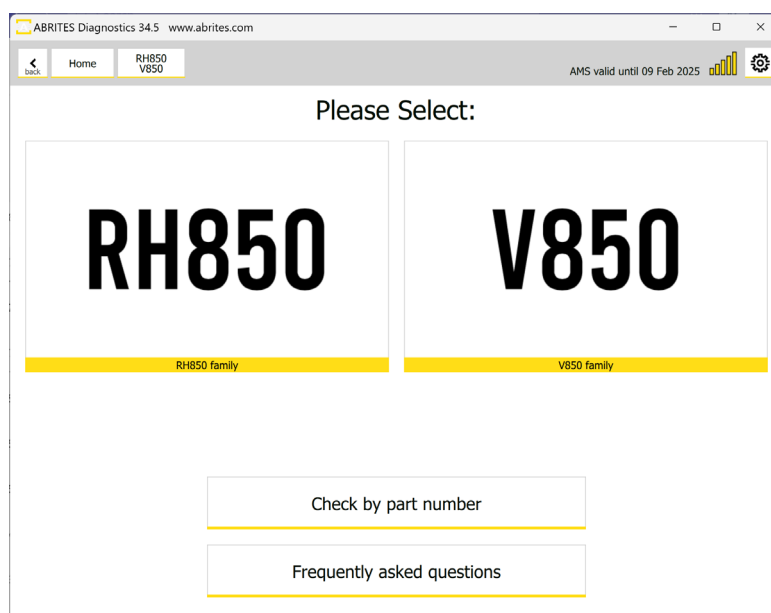 ABRITES Diagnostics 34.5 www.abrites.com
back
Home
RH850
V850
AMS valid until 09 Feb 2025
Please Select:
RH850
V850
RH850 family
V850 family
Check by part number
Frequently asked questions